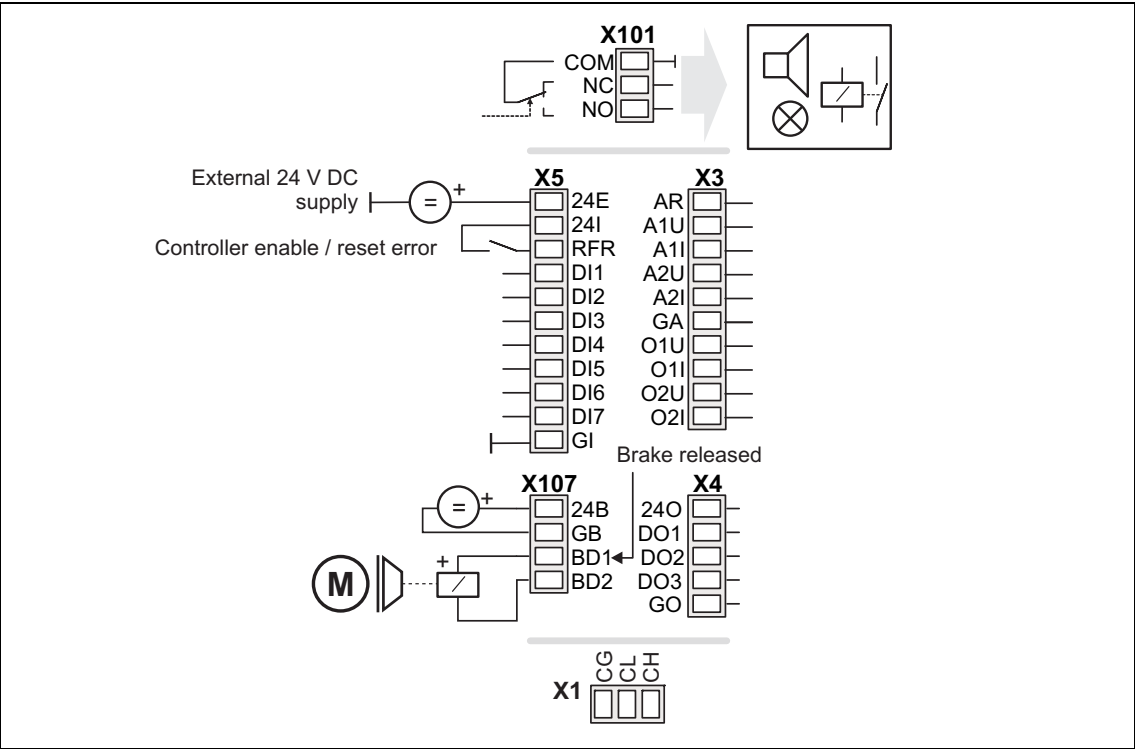 X101
COM
NC
NO
External 24 V DC
supply
=
+
Controller enable / reset error
X5
24E
24I
RFR
DI1
DI2
DI3
DI4
DI5
DI6
DI7
GI
X3
AR
A1U
A1I
A2U
A2I
GA
O1U
O1I
O2U
O2I
Brake released
X107
=
+
24B
GB
BD1
BD2
M
+
X4
24O
DO1
DO2
DO3
GO
X1
CG
CL
CH